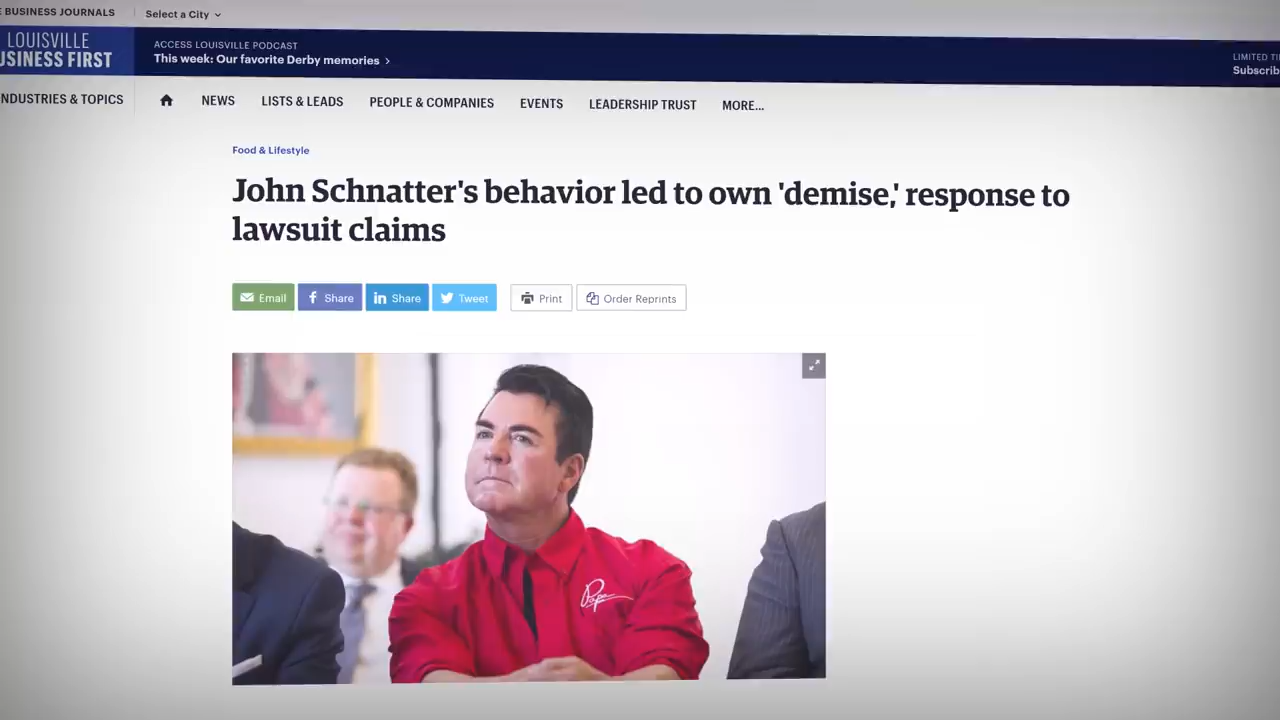 E BUSINESS JOURNALS
Select a City
LOUISVILLE
USINESS FIRST
ACCESS LOUISVILLE PODCAST
This week: Our favorite Derby memories
LIMITED TI
Subscrib
NDUSTRIES & TOPICS
NEWS
LISTS & LEADS
PEOPLE & COMPANIES
EVENTS
LEADERSHIP TRUST
MORE...
Food & Lifestyle
John Schnatter's behavior led to own 'demise,' response to
lawsuit claims
Email
Share
Share
Tweet
Print
Order Reprints
Papa